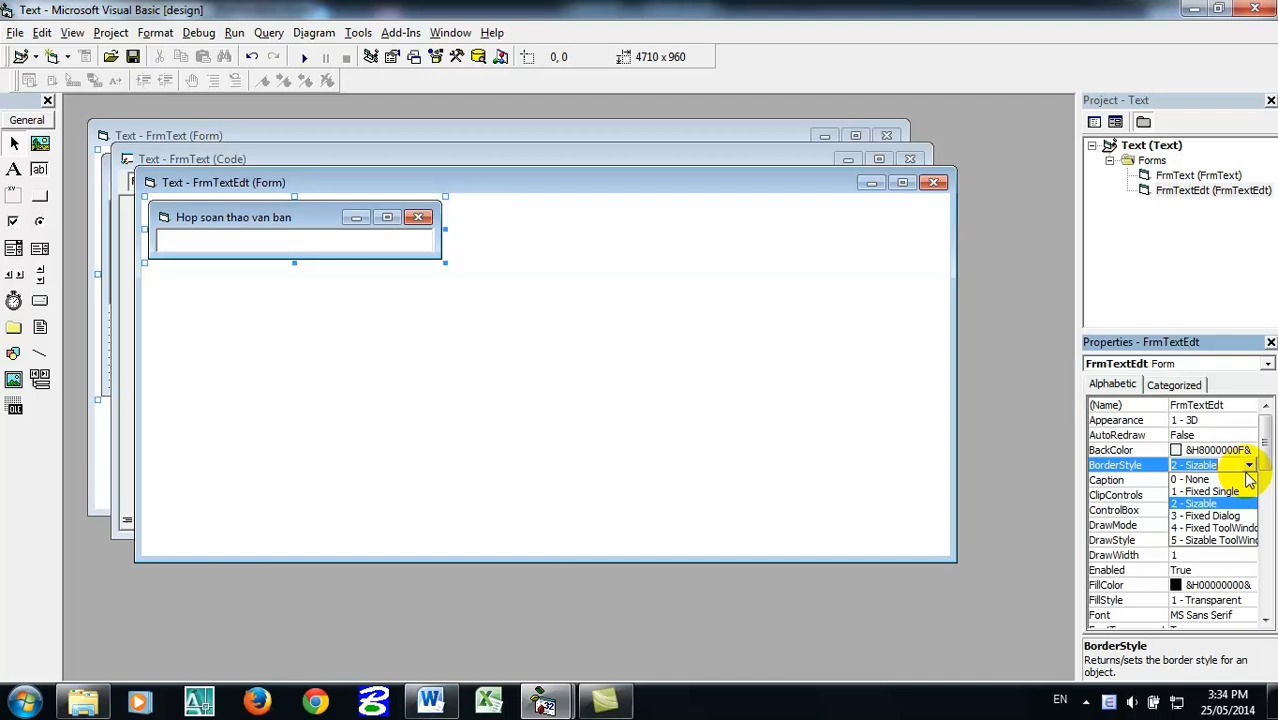 Text - Microsoft Visual Basic [design]
File Edit View Project Format Debug Run Query Diagram Tools Add-Ins Window Help
0, 0 4710 x 960
General
A ab|
OLE
Text - FrmText (Form)
Text - FrmText (Code)
Text - FrmTextEdt (Form)
Hop soan thao van ban
Project - Text
Text (Text)
Forms
FrmText (FrmText)
FrmTextEdt (FrmTextEdt)
Properties - FrmTextEdt
FrmTextEdt Form
Alphabetic Categorized
(Name) FrmTextEdt
Appearance 1 - 3D
AutoRedraw False
BackColor &H8000000F&
BorderStyle 2 - Sizable
Caption 0 - None
ClipControls 1 - Fixed Single
2 - Sizable
ControlBox 3 - Fixed Dialog
DrawMode 4 - Fixed ToolWindo
DrawStyle 5 - Sizable ToolWind
DrawWidth 1
Enabled True
FillColor &H00000000&
FillStyle 1 - Transparent
Font MS Sans Serif
BorderStyle
Returns/sets the border style for an
object.
32
EN
3:34 PM
25/05/2014